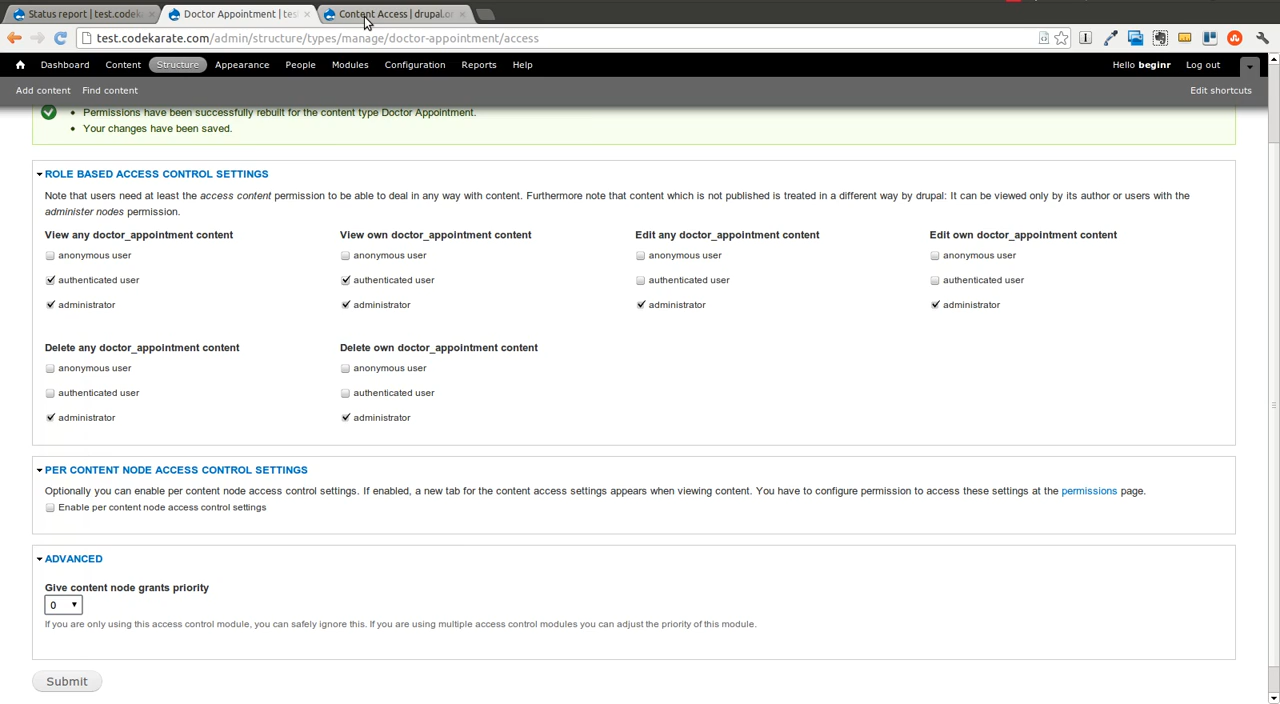 Status report | test.codek
Doctor Appointment | tes
Content Access | drupal.or
test.codekarate.com/admin/structure/types/manage/doctor-appointment/access
Dashboard Content Structure Appearance People Modules Configuration Reports Help Hello beginr Log out
Add content Find content Edit shortcuts
Permissions have been successfully rebuilt for the content type Doctor Appointment.
Your changes have been saved.
ROLE BASED ACCESS CONTROL SETTINGS
Note that users need at least the access content permission to be able to deal in any way with content. Furthermore note that content which is not published is treated in a different way by drupal: It can be viewed only by its author or users with the
administer nodes permission.
View any doctor_appointment content View own doctor_appointment content Edit any doctor_appointment content Edit own doctor_appointment content
anonymous user anonymous user anonymous user anonymous user
authenticated user authenticated user authenticated user authenticated user
administrator administrator administrator administrator
Delete any doctor_appointment content Delete own doctor_appointment content
anonymous user anonymous user
authenticated user authenticated user
administrator administrator
PER CONTENT NODE ACCESS CONTROL SETTINGS
Optionally you can enable per content node access control settings. If enabled, a new tab for the content access settings appears when viewing content. You have to configure permission to access these settings at the permissions page.
Enable per content node access control settings
ADVANCED
Give content node grants priority
0
If you are only using this access control module, you can safely ignore this. If you are using multiple access control modules you can adjust the priority of this module.
Submit